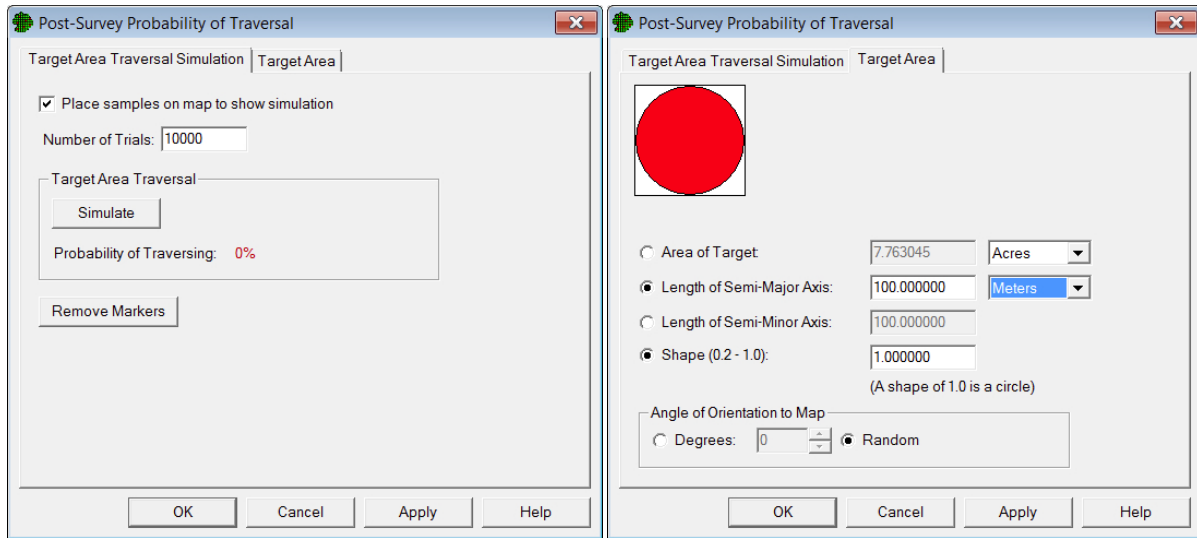 Post-Survey Probability of Traversal
Target Area Traversal Simulation Target Area
Place samples on map to show simulation
Number of Trials: 10000
Target Area Traversal
Simulate
Probability of Traversing: 0%
Remove Markers
OK Cancel Apply Help
Post-Survey Probability of Traversal
Target Area Traversal Simulation Target Area
Area of Target: 7.763045 Acres
Length of Semi-Major Axis: 100.000000 Meters
Length of Semi-Minor Axis: 100.000000
Shape (0.2 - 1.0): 1.000000
(A shape of 1.0 is a circle)
Angle of Orientation to Map
Degrees: 0 Random
OK Cancel Apply Help